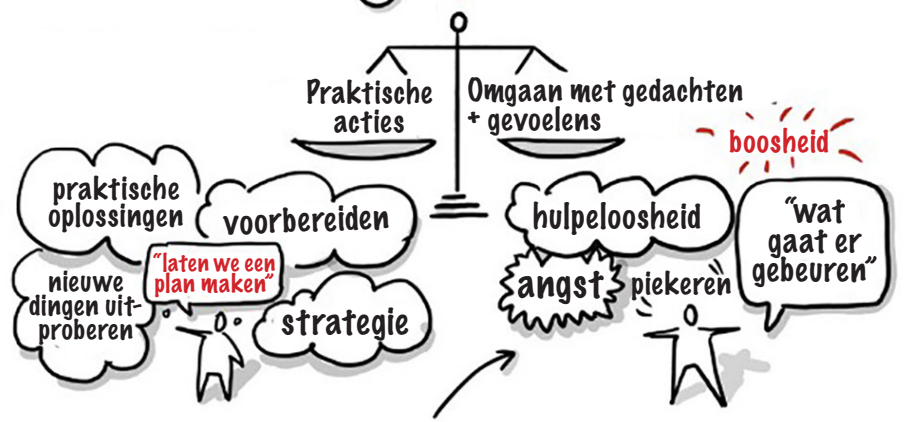 Praktische
acties
Omgaan met gedachten
+ gevoelens
boosheid
praktische
oplossingen
voorbereiden
"laten we een
plan maken"
nieuwe
dingen uit-
proberen
strategie
hulpeloosheid
"wat
gaat er
gebeuren"
angst
piekeren